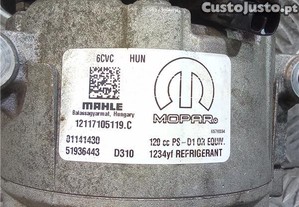 CustoJusto.pt
6CVC HUN
MAHLE
Balassagyarmat, Hungary
MOPAR®
12117105119.C
01141430
120 cc PS-D1 OR EQUIV.
51936443 D310
1234yf REFRIGERANT